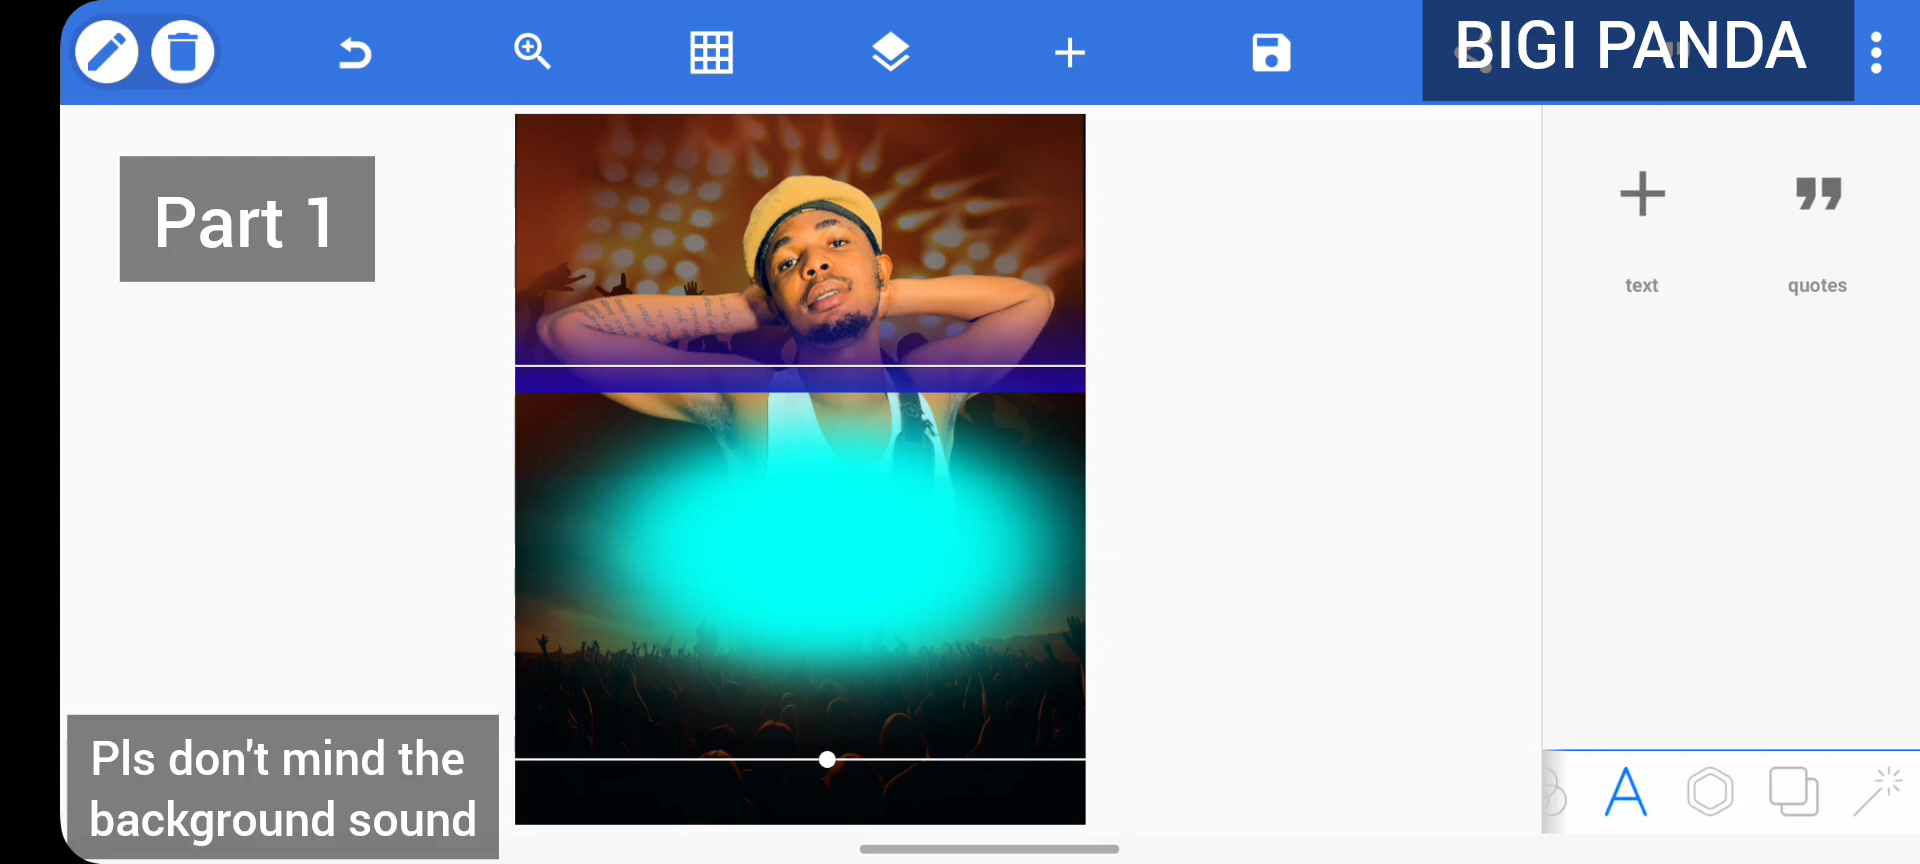 BIGI PANDA
Part 1
text
quotes
Pls don't mind the
background sound